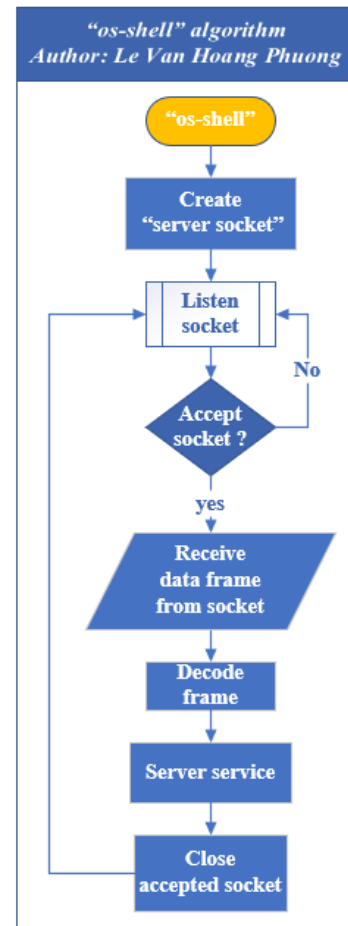 “os-shell” algorithm
Author: Le Van Hoang Phuong
“os-shell”
Create
“server socket”
Listen
socket
No
Accept
socket ?
yes
Receive
data frame
from socket
Decode
frame
Server service
Close
accepted socket